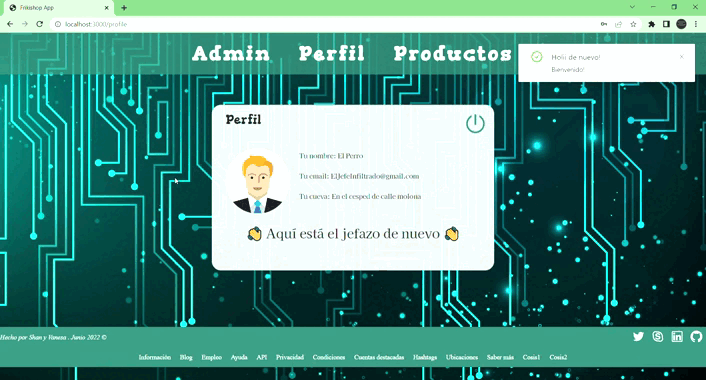 Frikishop App
localhost:3000/profile
Admin Perfil Productos
Hola de nuevo!
Bienvenido!
Perfil
Tu nombre: El Perro
Tu email: ElJefeInfiltrado@gmail.com
Tu cueva: En el cesped de calle molona
Aquí está el jefazo de nuevo
Hecho por Shan y Vanesa . Junio 2022 ©
Información Blog Empleo Ayuda API Privacidad Condiciones Cuentas destacadas Hashtags Ubicaciones Saber más Cosis1 Cosis2